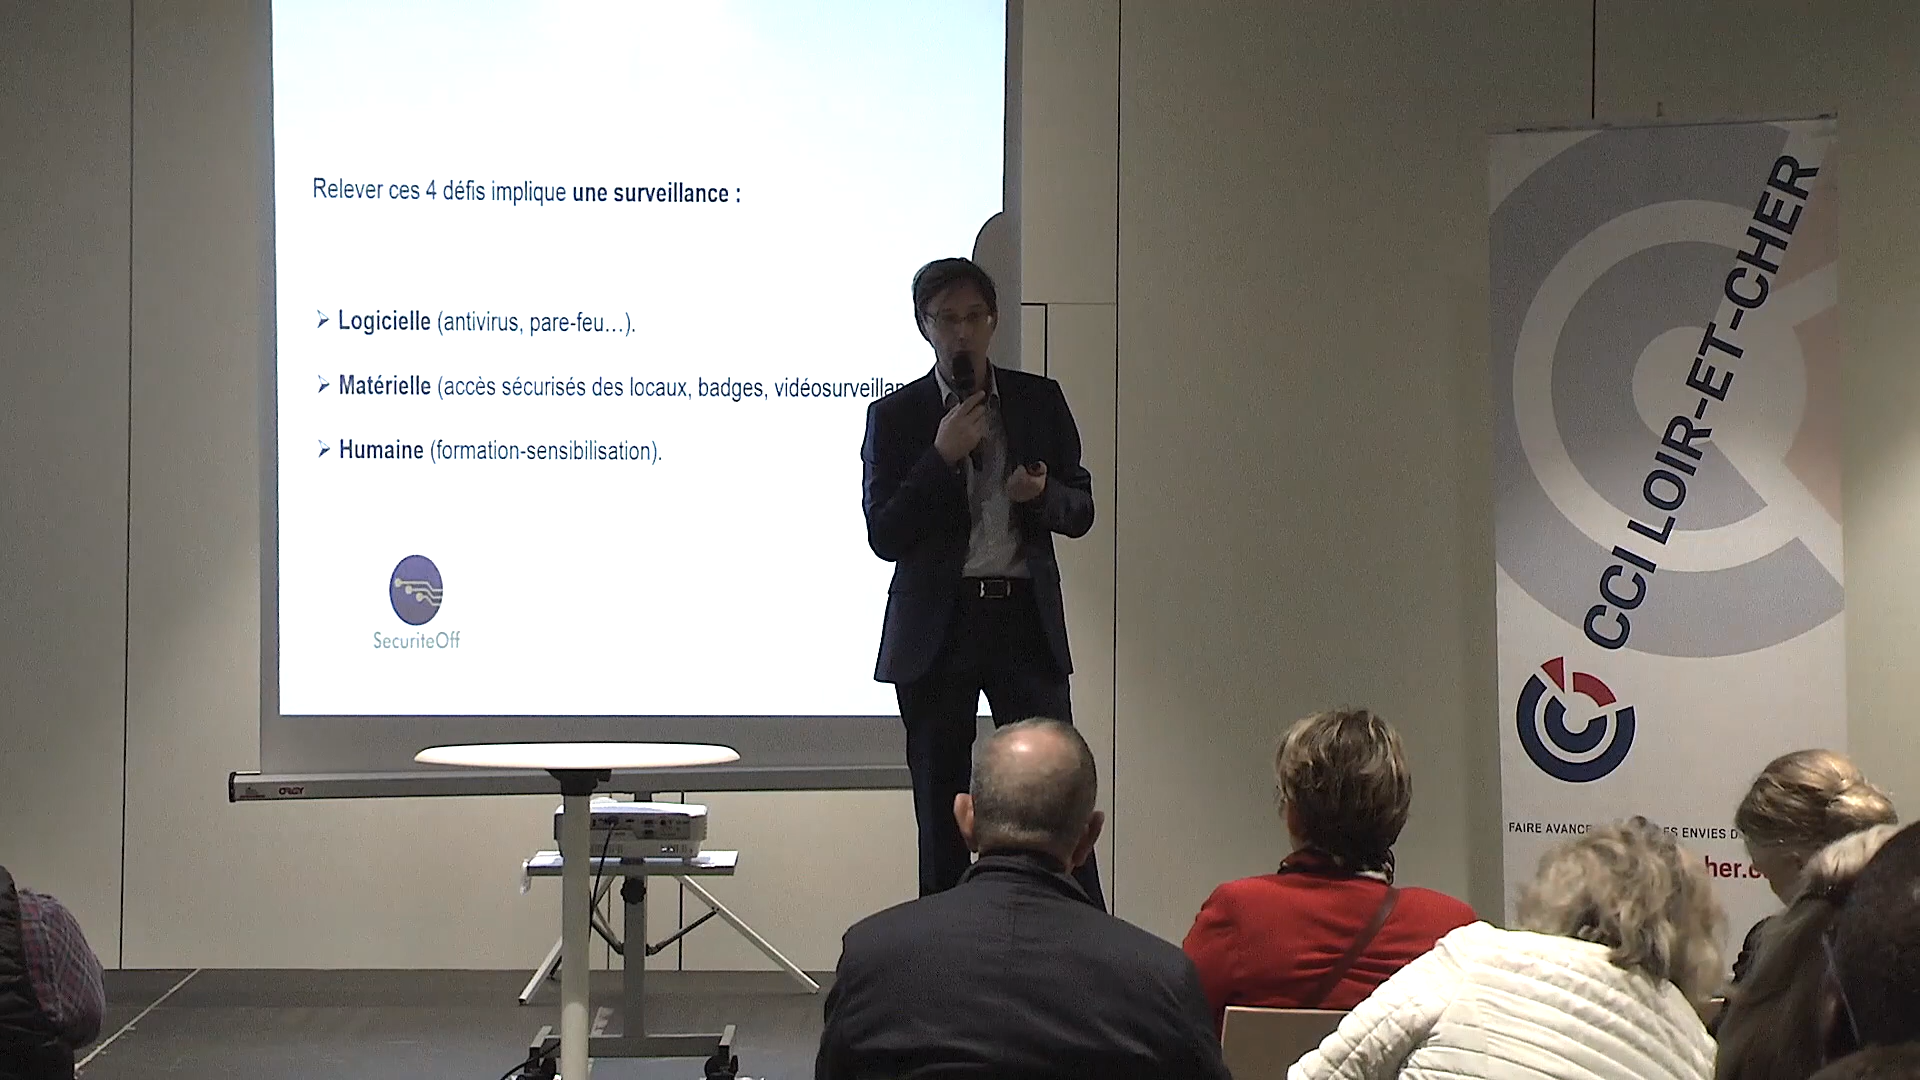 Relever ces 4 défis implique une surveillance :
➢ Logicielle (antivirus, pare-feu…).
➢ Matérielle (accès sécurisés des locaux, badges, vidéosurveillan
➢ Humaine (formation-sensibilisation).
SecuriteOff
CCI LOIR-ET-CHER
FAIRE AVANCE ES ENVIES D
her.c